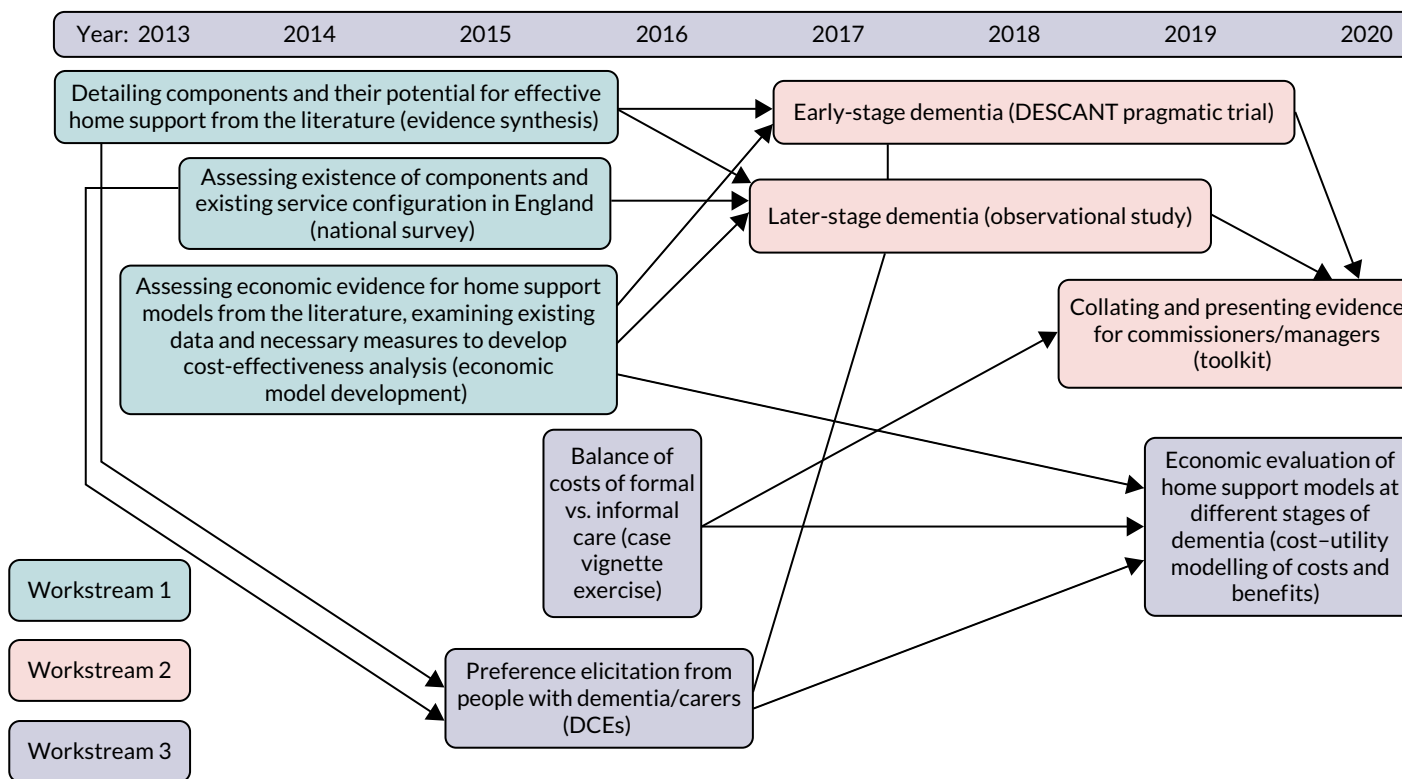 Year: 2013 2014 2015 2016 2017 2018 2019 2020
Detailing components and their potential for effective
home support from the literature (evidence synthesis)
Early-stage dementia (DESCANT pragmatic trial)
Assessing existence of components and
existing service configuration in England
(national survey)
Later-stage dementia (observational study)
Assessing economic evidence for home support
models from the literature, examining existing
data and necessary measures to develop
cost-effectiveness analysis (economic
model development)
Collating and presenting evidence
for commissioners/managers
(toolkit)
Balance of
costs of formal
vs. informal
care (case
vignette
exercise)
Economic evaluation of
home support models at
different stages of
dementia (cost–utility
modelling of costs and
benefits)
Preference elicitation from
people with dementia/carers
(DCEs)
Workstream 1
Workstream 2
Workstream 3